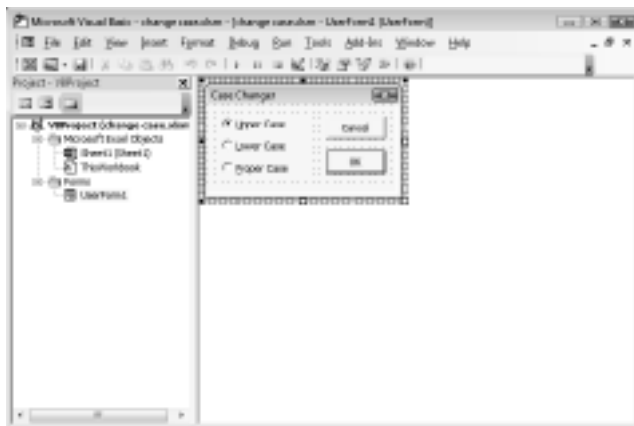 Microsoft Visual Basic - change case.xlsm - [change case.xlsm - UserForm1 (UserForm)]
File Edit View Insert Format Debug Run Tools Add-Ins Window Help
Project - VBProject
VBProject (change case.xlsm
Microsoft Excel Objects
Sheet1 (Sheet1)
ThisWorkbook
Forms
UserForm1
Case Changer
Upper Case
Lower Case
Proper Case
Cancel
OK